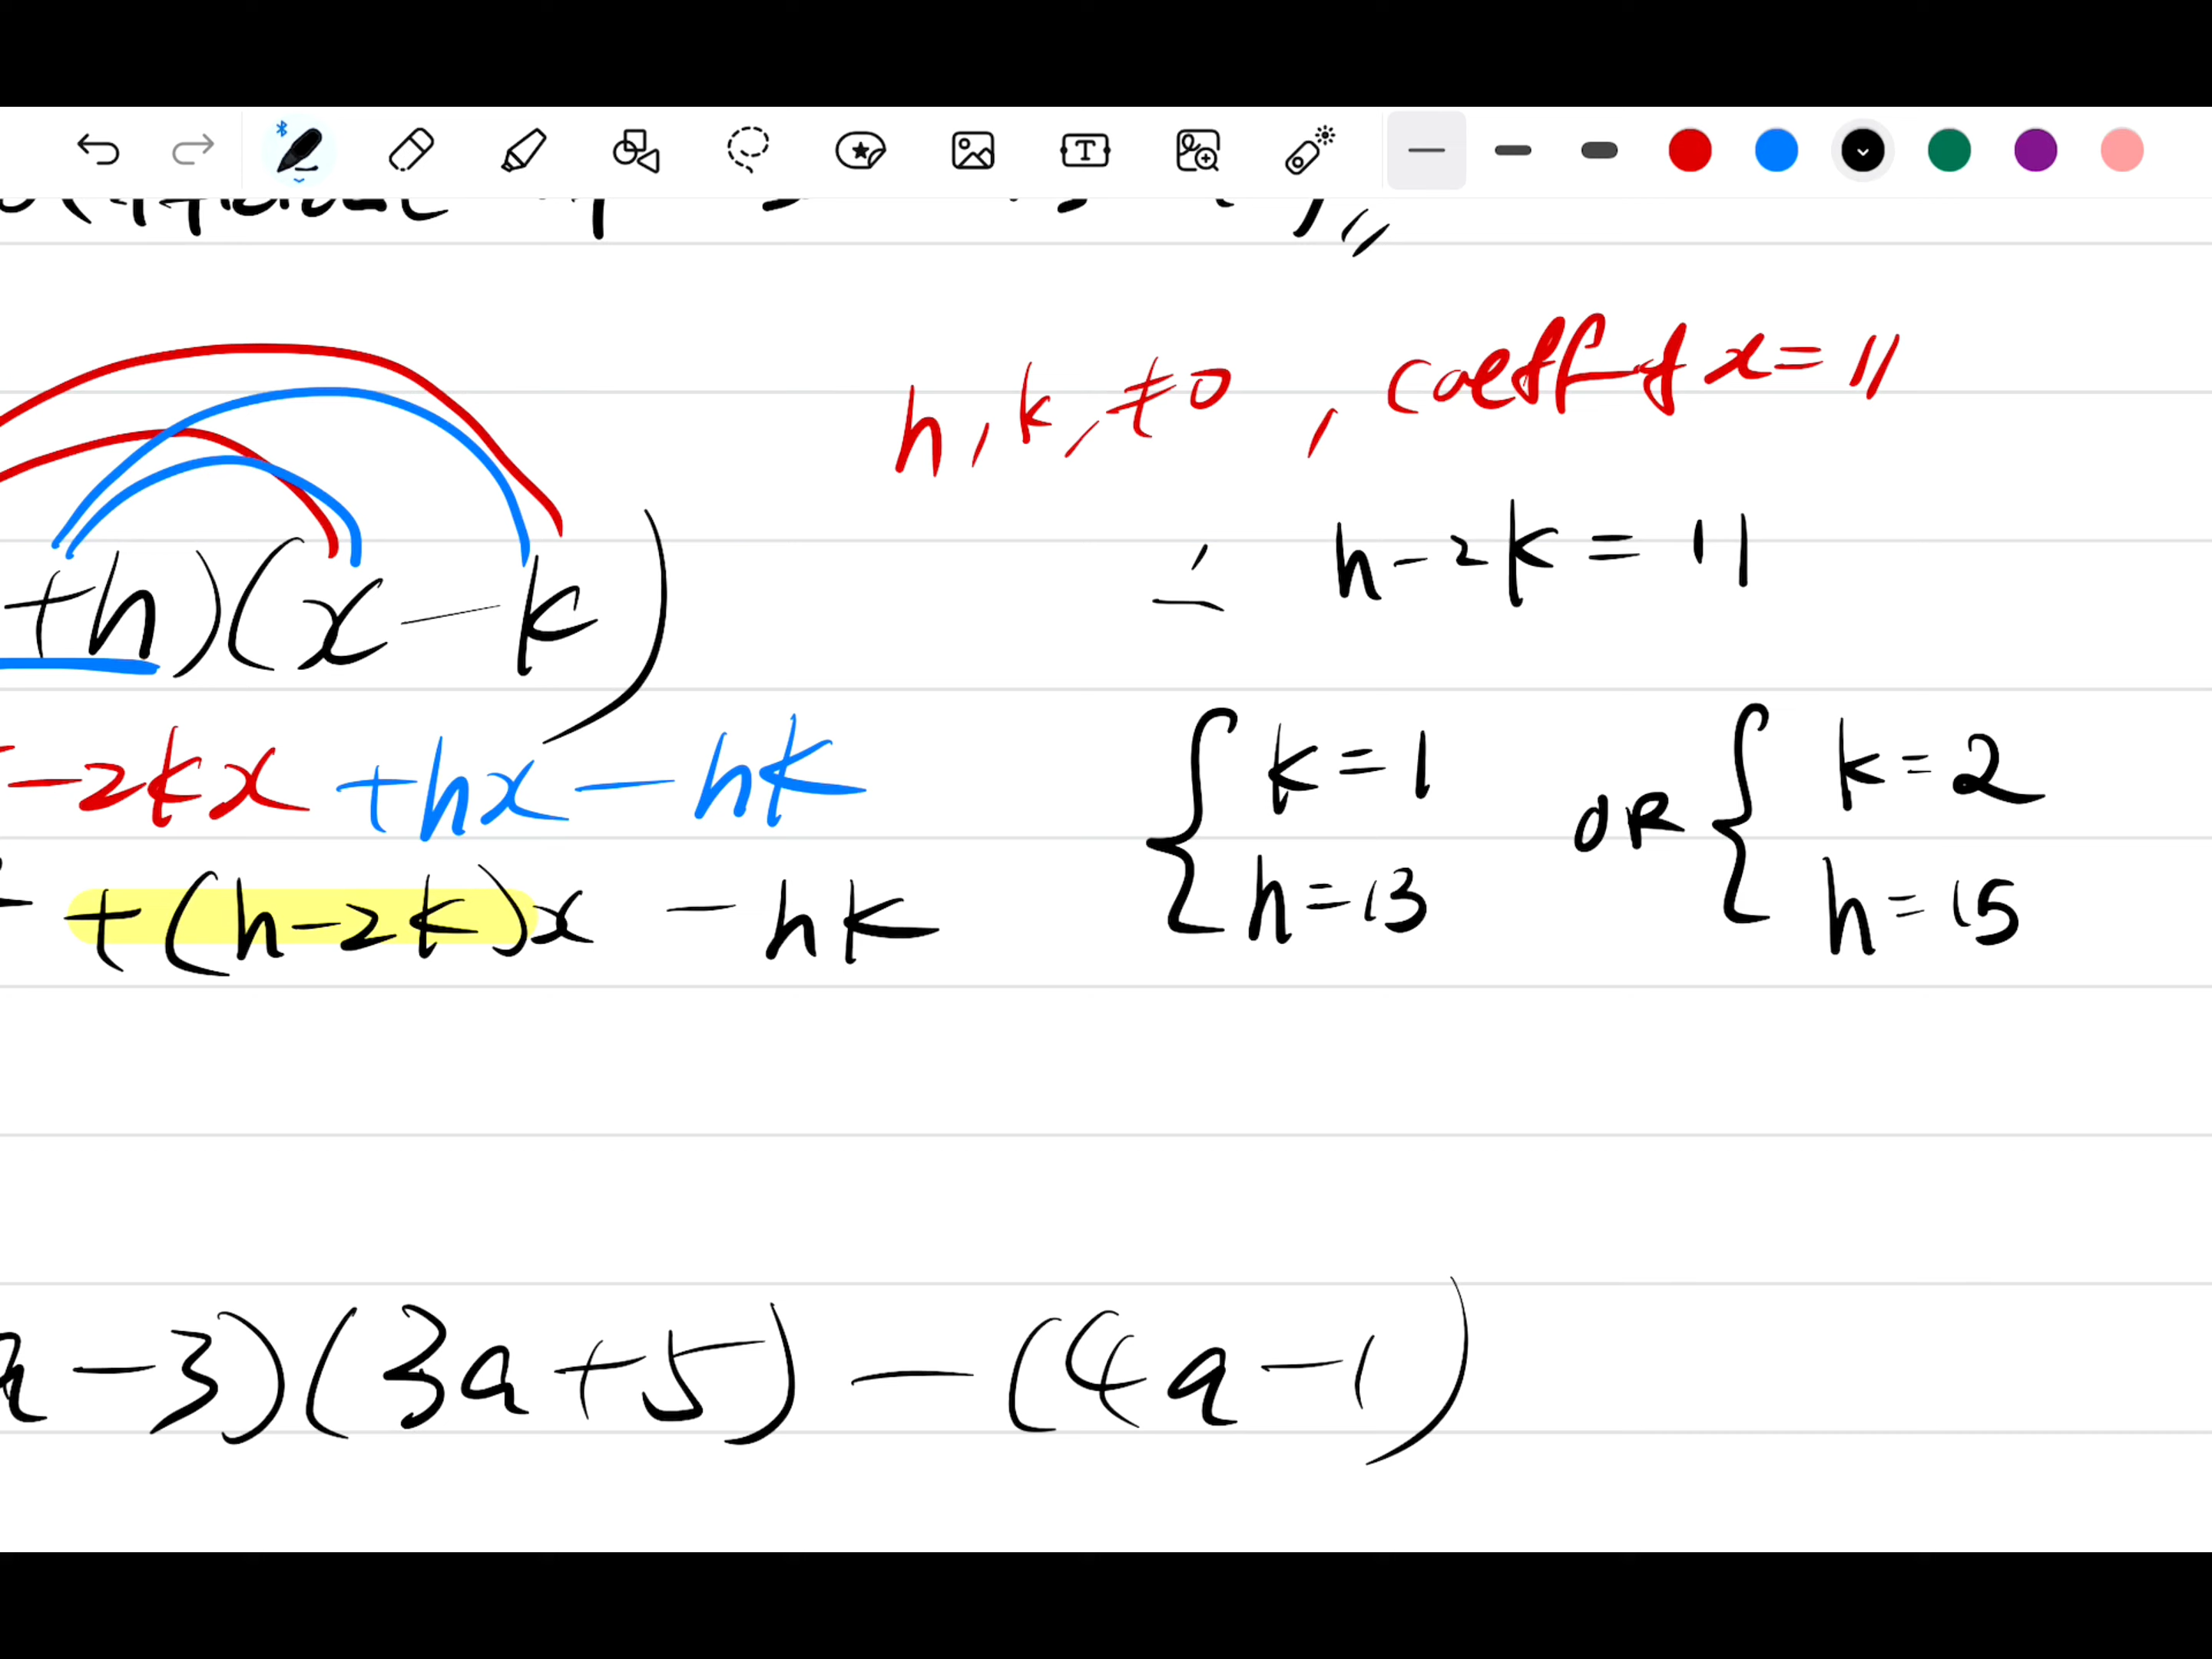 h, k, ≠0, coeff of x = 11
+h)(x - k)
∴ h - 2k = 11
- 2kx + hx - hk
{ k = 1 OR { k = 2
+ (h - 2k)x - hk
h = 13 h = 15
a - 3)(3a + 5) - (4a - 1)